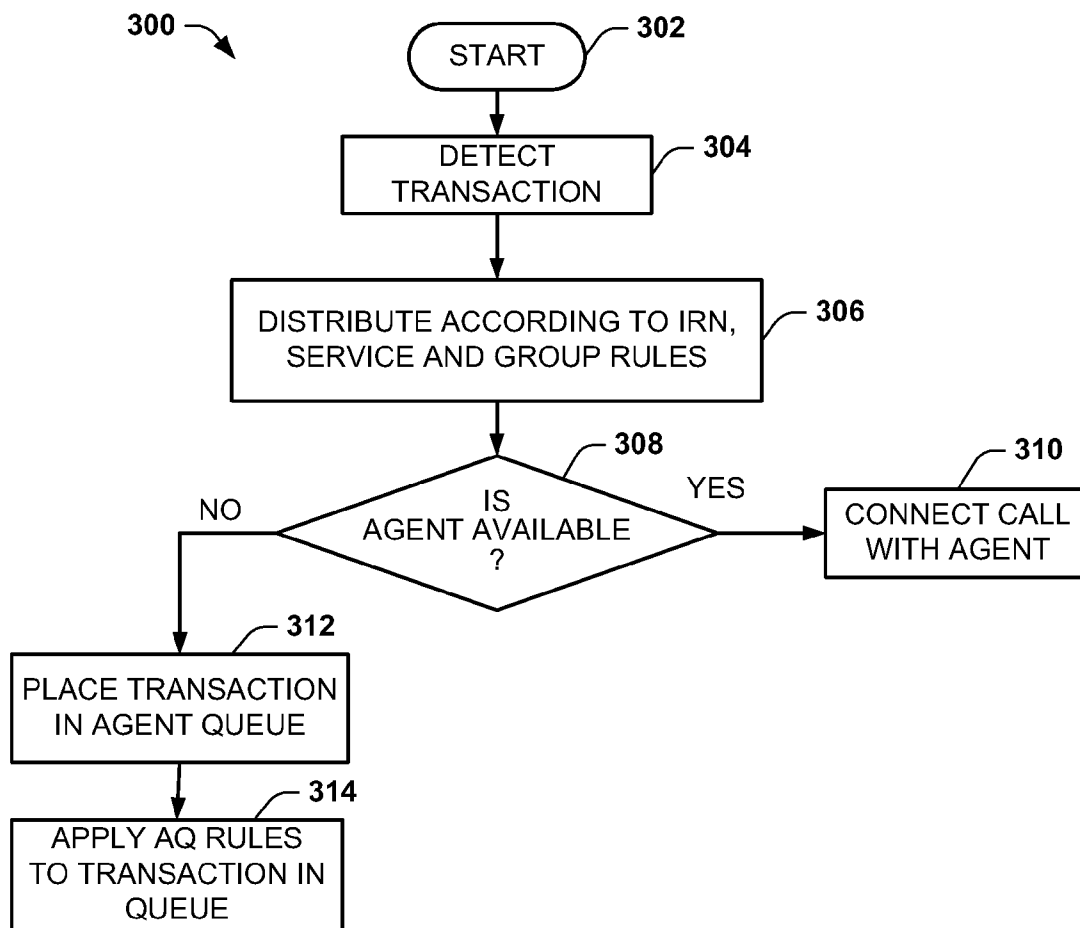 300
302
START
DETECT
TRANSACTION
304
DISTRIBUTE ACCORDING TO IRN,
SERVICE AND GROUP RULES
306
308
IS
AGENT AVAILABLE
?
NO
YES
310
CONNECT CALL
WITH AGENT
312
PLACE TRANSACTION
IN AGENT QUEUE
314
APPLY AQ RULES
TO TRANSACTION IN
QUEUE